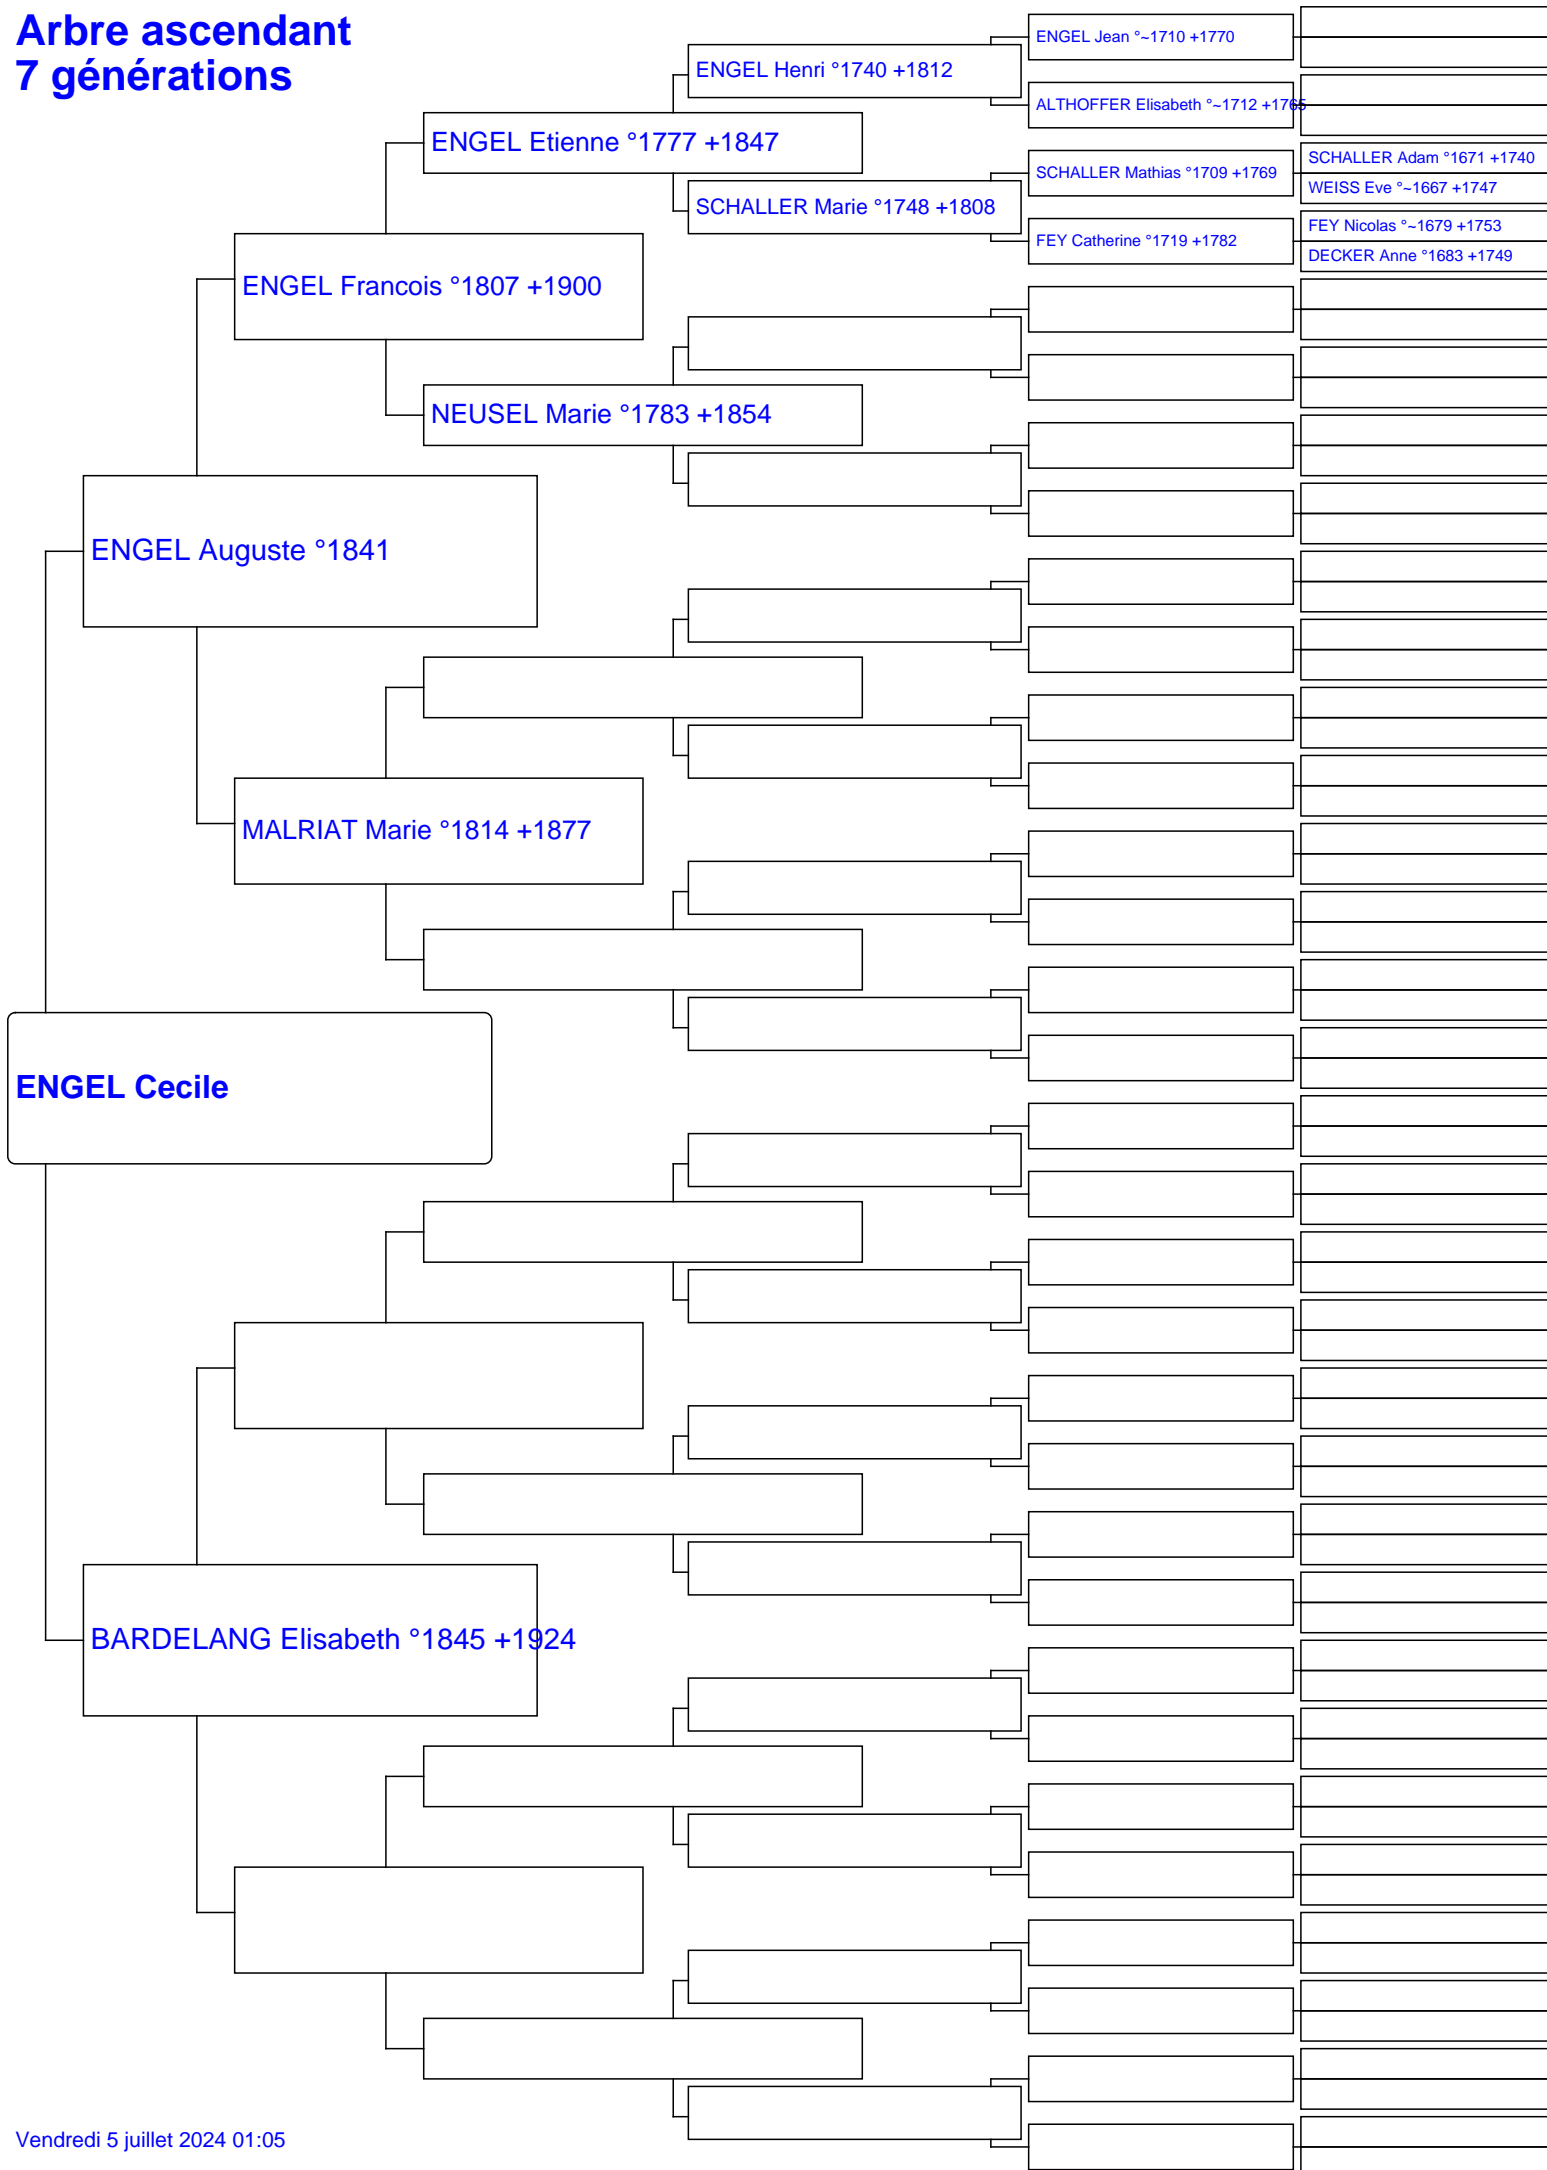 Arbre ascendant
7 générations
ENGEL Jean °~1710 +1770
ENGEL Henri °1740 +1812
ALTHOFFER Elisabeth °~1712 +1765
ENGEL Etienne °1777 +1847
SCHALLER Adam °1671 +1740
SCHALLER Mathias °1709 +1769
WEISS Eve °~1667 +1747
SCHALLER Marie °1748 +1808
FEY Nicolas °~1679 +1753
FEY Catherine °1719 +1782
DECKER Anne °1683 +1749
ENGEL Francois °1807 +1900
NEUSEL Marie °1783 +1854
ENGEL Auguste °1841
MALRIAT Marie °1814 +1877
ENGEL Cecile
BARDELANG Elisabeth °1845 +1924
Vendredi 5 juillet 2024 01:05